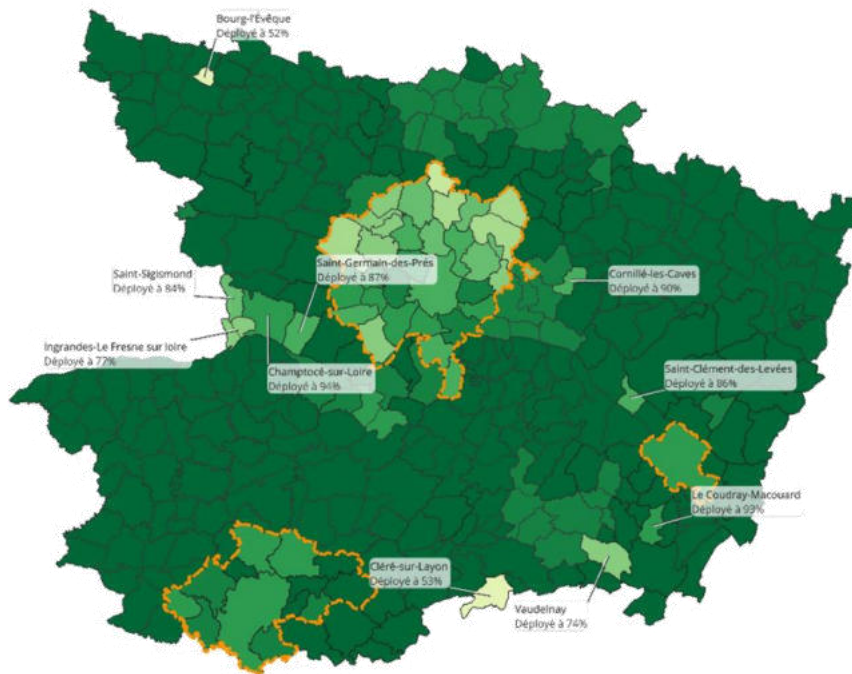 Bourg-l'Évêque
Déployé à 52%
Saint-Sigismond
Déployé à 84%
Saint-Germain-des-Prés
Déployé à 87%
Cornillé-les-Caves
Déployé à 90%
Ingrandes-Le Fresne sur loire
Déployé à 77%
Champtocé-sur-Loire
Déployé à 94%
Saint-Clément-des-Levées
Déployé à 86%
Le Coudray-Macouard
Déployé à 93%
Cléré-sur-Layon
Déployé à 53%
Vaudelnay
Déployé à 74%